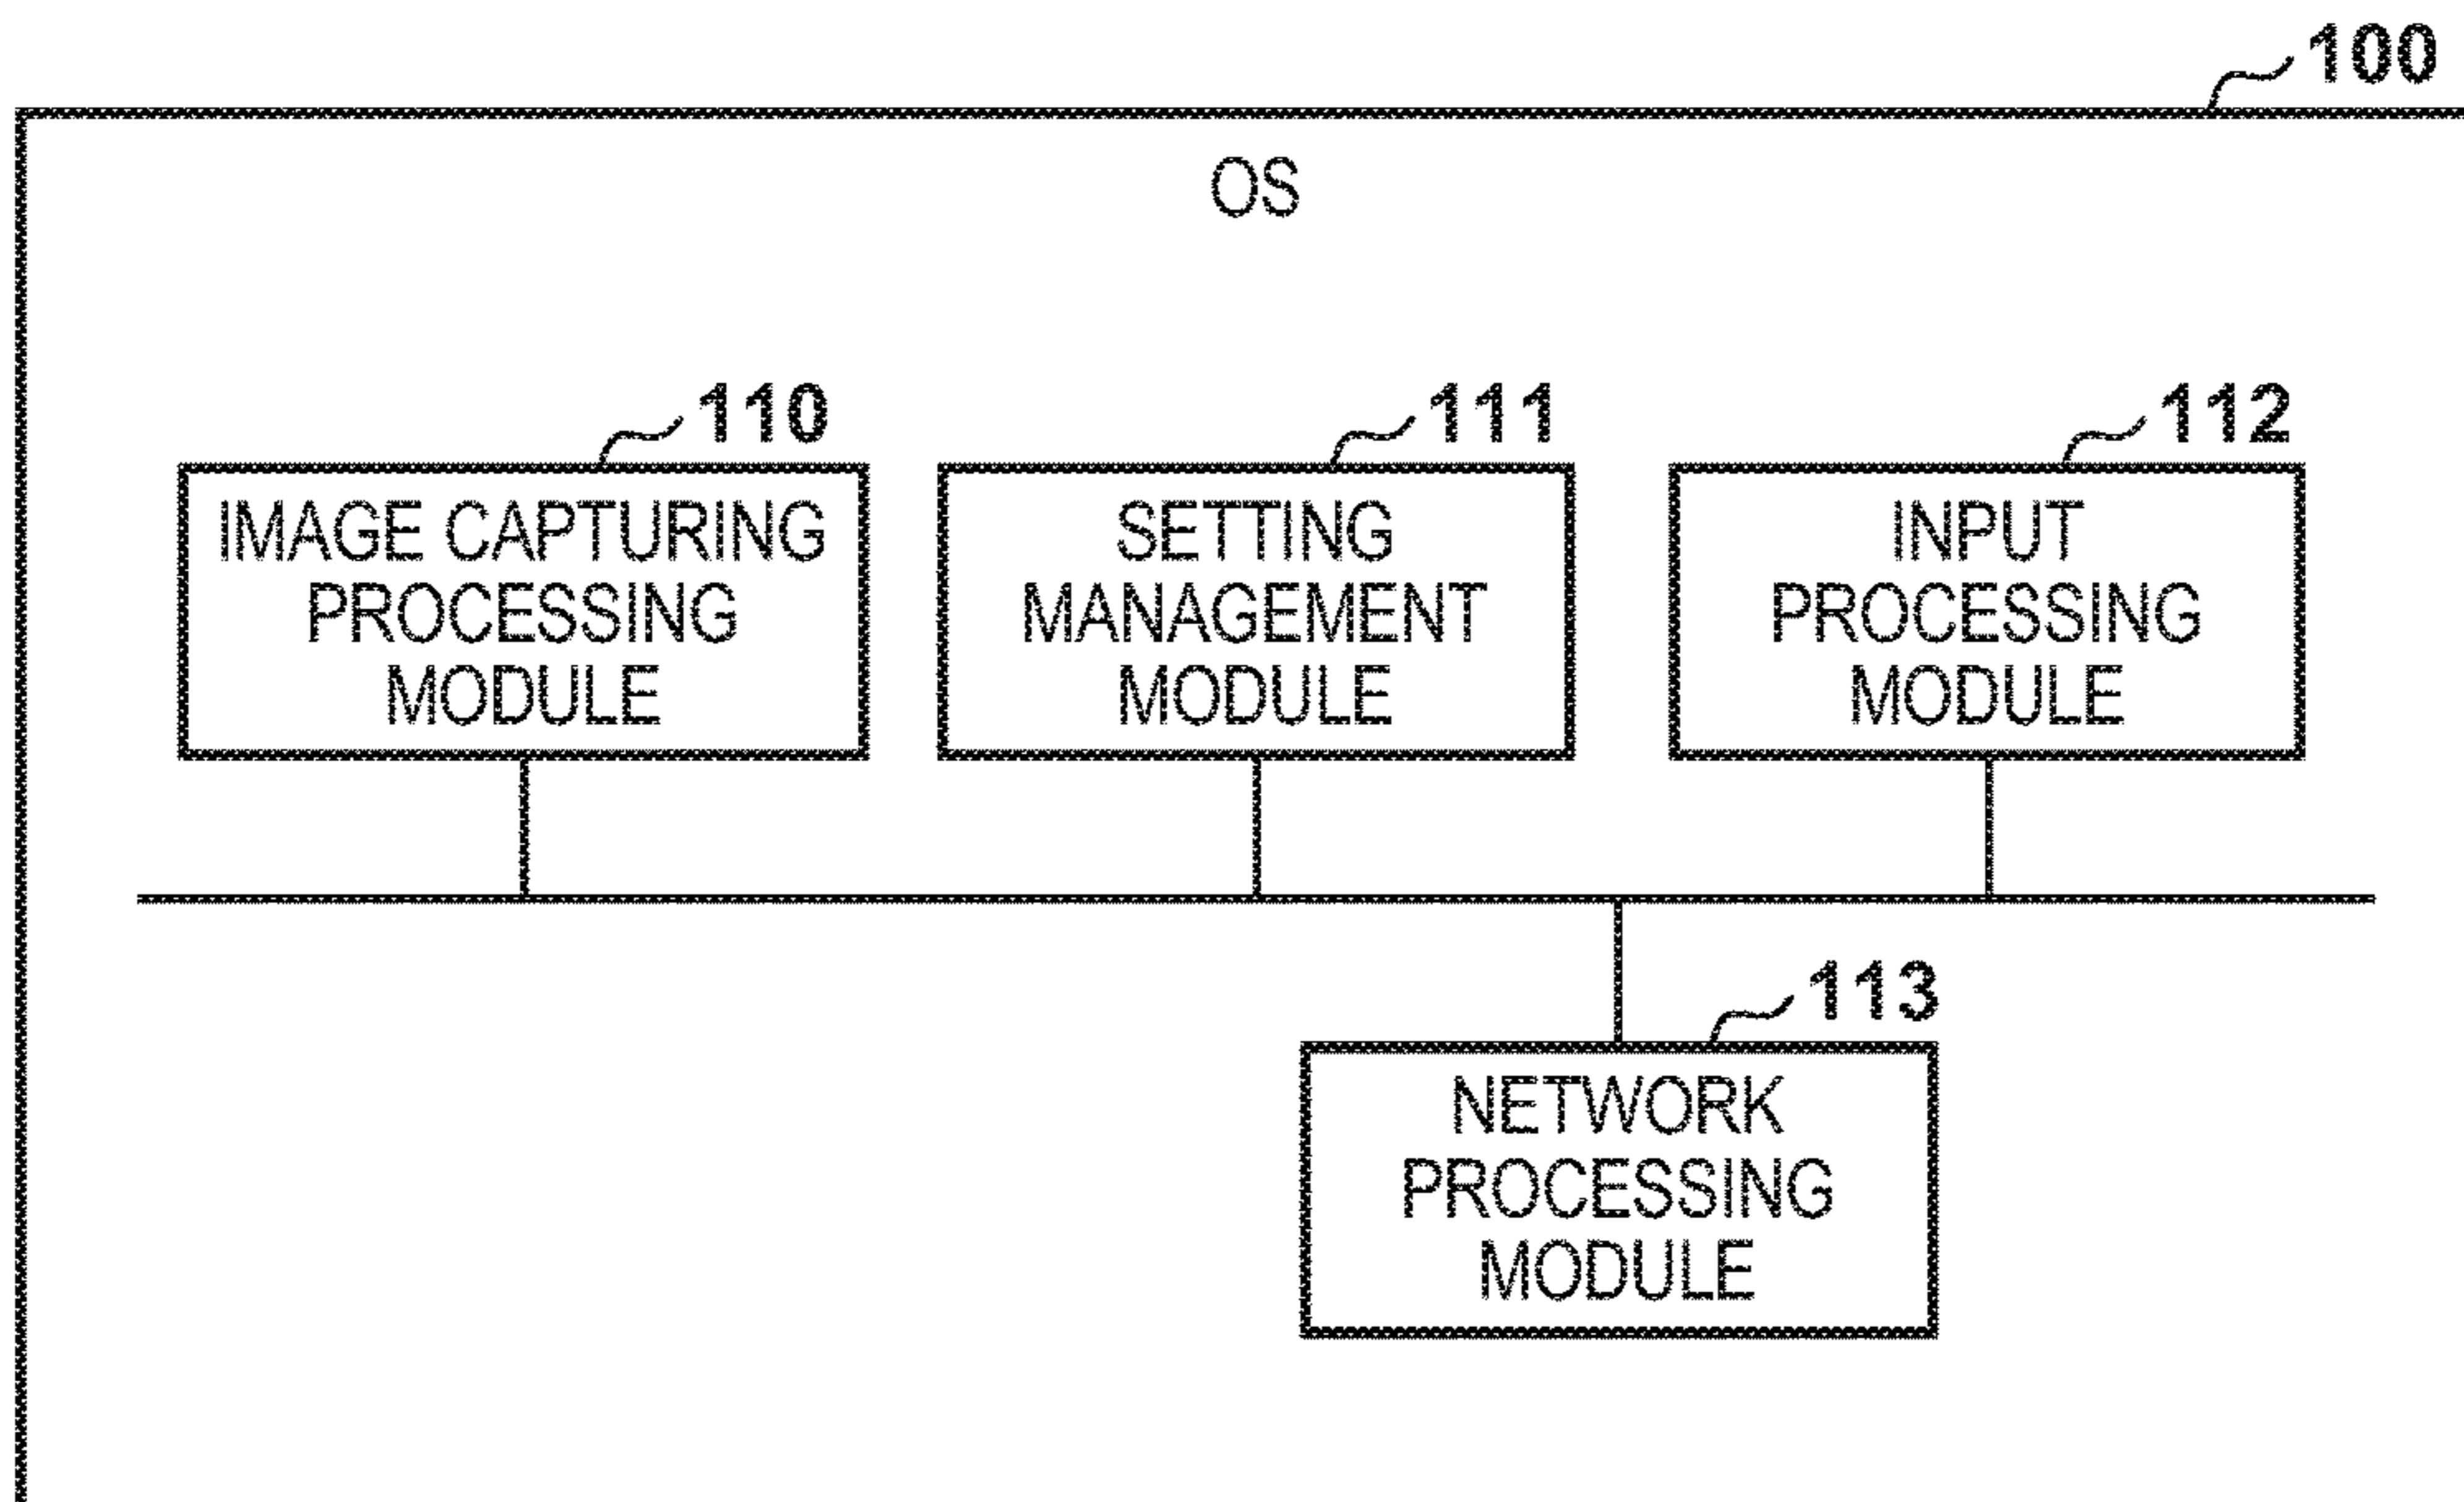 100
OS
110
IMAGE CAPTURING
PROCESSING
MODULE
111
SETTING
MANAGEMENT
MODULE
112
INPUT
PROCESSING
MODULE
113
NETWORK
PROCESSING
MODULE